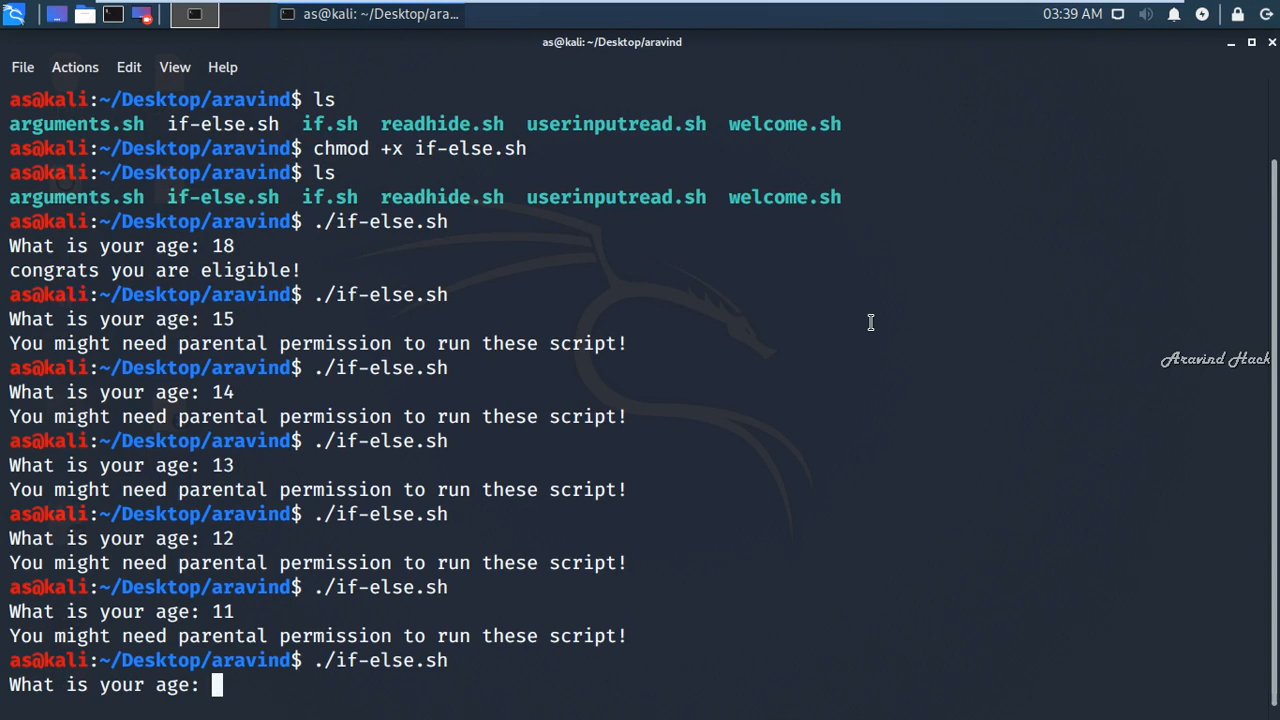 as@kali: ~/Desktop/ara...
03:39 AM
as@kali: ~/Desktop/aravind
File Actions Edit View Help
as@kali:~/Desktop/aravind$ ls
arguments.sh if-else.sh if.sh readhide.sh userinputread.sh welcome.sh
as@kali:~/Desktop/aravind$ chmod +x if-else.sh
as@kali:~/Desktop/aravind$ ls
arguments.sh if-else.sh if.sh readhide.sh userinputread.sh welcome.sh
as@kali:~/Desktop/aravind$ ./if-else.sh
What is your age: 18
congrats you are eligible!
as@kali:~/Desktop/aravind$ ./if-else.sh
What is your age: 15
You might need parental permission to run these script!
as@kali:~/Desktop/aravind$ ./if-else.sh
Aravind Hack
What is your age: 14
You might need parental permission to run these script!
as@kali:~/Desktop/aravind$ ./if-else.sh
What is your age: 13
You might need parental permission to run these script!
as@kali:~/Desktop/aravind$ ./if-else.sh
What is your age: 12
You might need parental permission to run these script!
as@kali:~/Desktop/aravind$ ./if-else.sh
What is your age: 11
You might need parental permission to run these script!
as@kali:~/Desktop/aravind$ ./if-else.sh
What is your age: